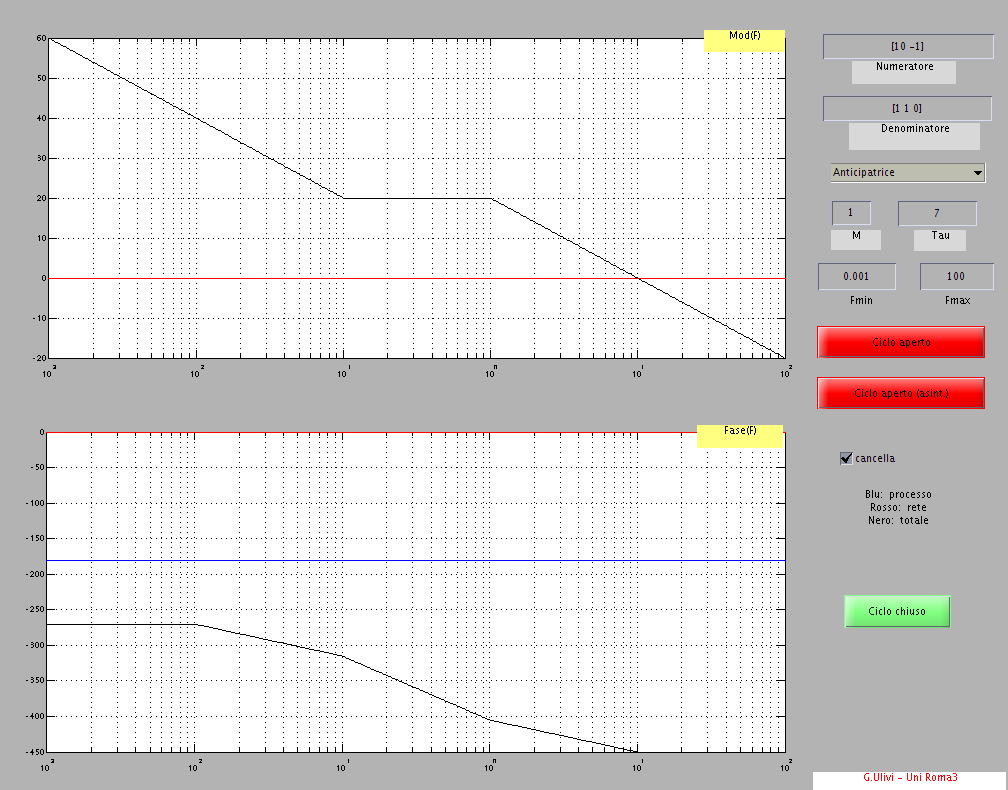 Mod(F)
60
50
40
30
20
10
0
-10
-20
10^-3
10^-2
10^-1
10^0
10^1
10^2
Fase(F)
0
-50
-100
-150
-200
-250
-300
-350
-400
-450
10^-3
10^-2
10^-1
10^0
10^1
10^2
[10 -1]
Numeratore
[1 1 0]
Denominatore
Anticipatrice
1
7
M
Tau
0.001
100
Fmin
Fmax
Ciclo aperto
Ciclo aperto (asint.)
cancella
Blu: processo
Rosso: rete
Nero: totale
Ciclo chiuso
G.Ulivi - Uni Roma3